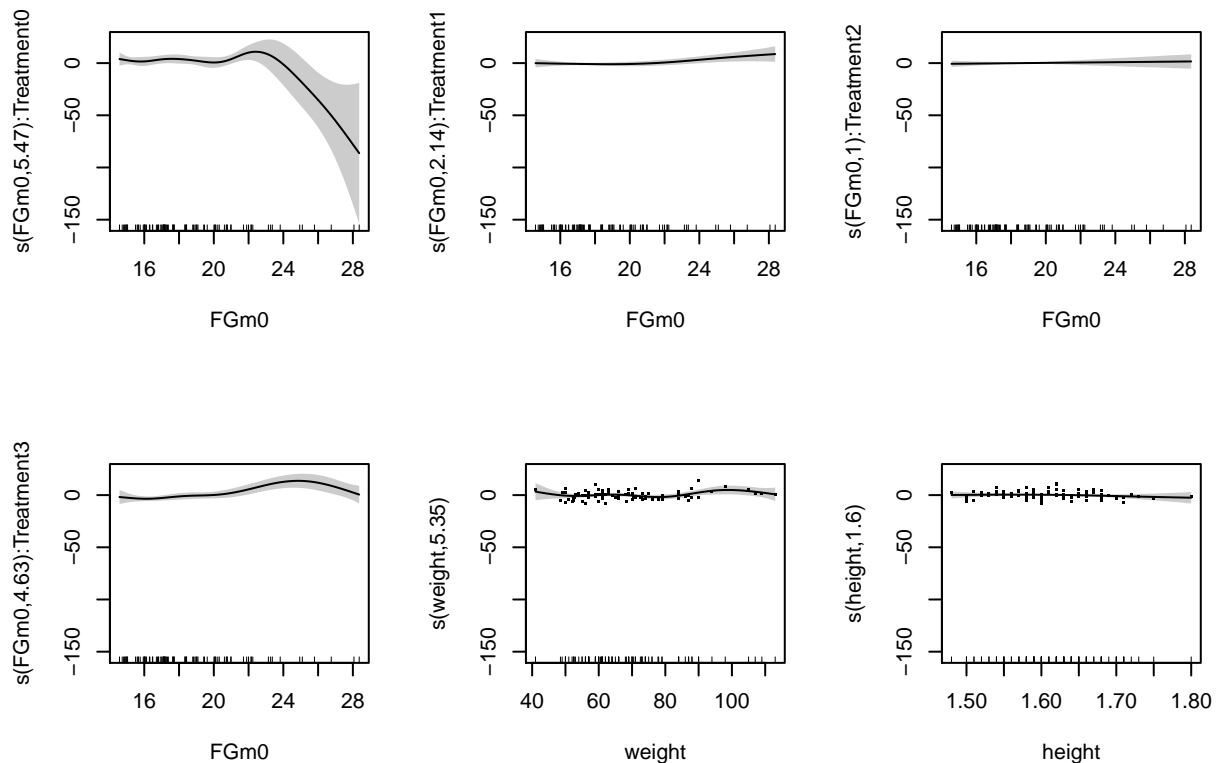 s(FGm0,5.47):Treatment0
0
−50
−150
16 20 24 28
FGm0
s(FGm0,2.14):Treatment1
0
−50
−150
16 20 24 28
FGm0
s(FGm0,1):Treatment2
0
−50
−150
16 20 24 28
FGm0
s(FGm0,4.63):Treatment3
0
−50
−150
16 20 24 28
FGm0
s(weight,5.35)
0
−50
−150
40 60 80 100
weight
s(height,1.6)
0
−50
−150
1.50 1.60 1.70 1.80
height